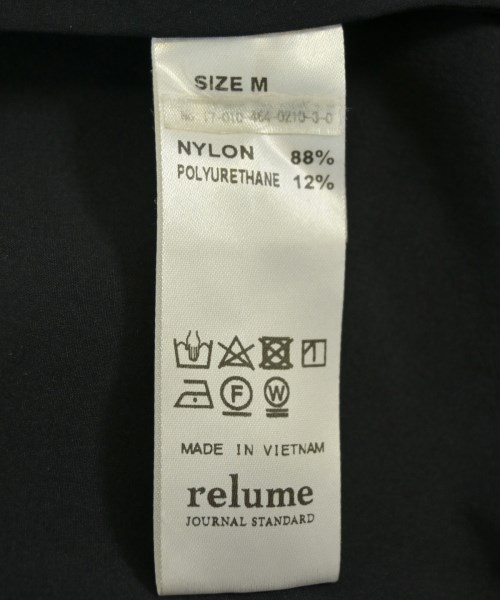 SIZE M
NYLON 88%
POLYURETHANE 12%
F
W
MADE IN VIETNAM
relume
JOURNAL STANDARD